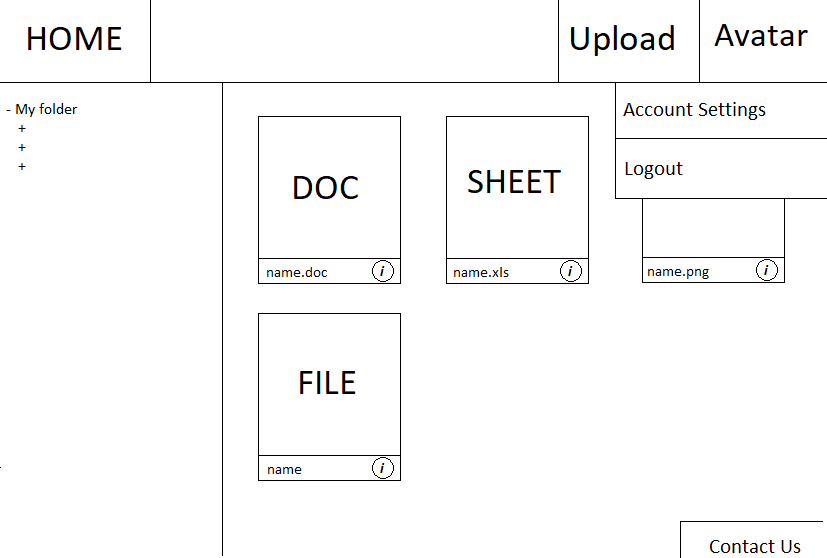 HOME
Upload
Avatar
- My folder
+
+
+
Account Settings
Logout
DOC
SHEET
name.doc
i
name.xls
i
name.png
i
FILE
name
i
Contact Us